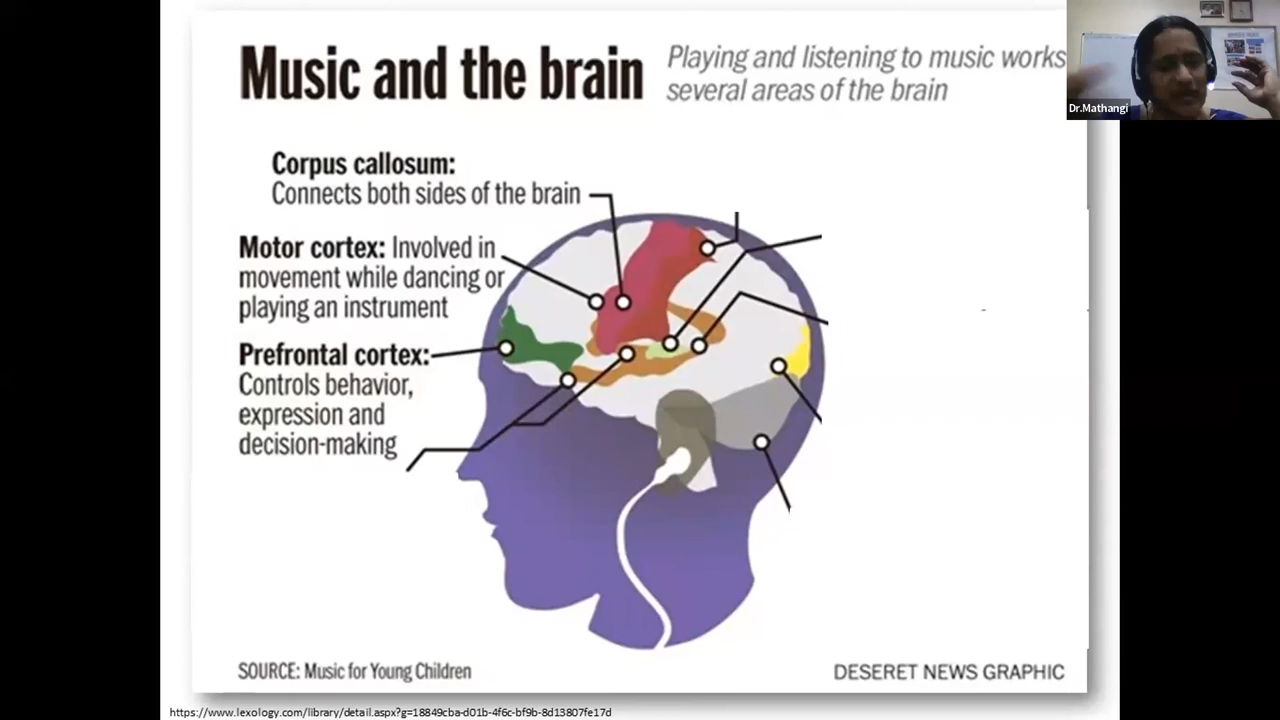 Music and the brain
Playing and listening to music works
several areas of the brain
Dr.Mathangi
Corpus callosum:
Connects both sides of the brain
Motor cortex: Involved in
movement while dancing or
playing an instrument
Prefrontal cortex:
Controls behavior,
expression and
decision-making
SOURCE: Music for Young Children
DESERET NEWS GRAPHIC
https://www.lexology.com/library/detail.aspx?g=18849cba-d01b-4f6c-bf9b-8d13807fe17d